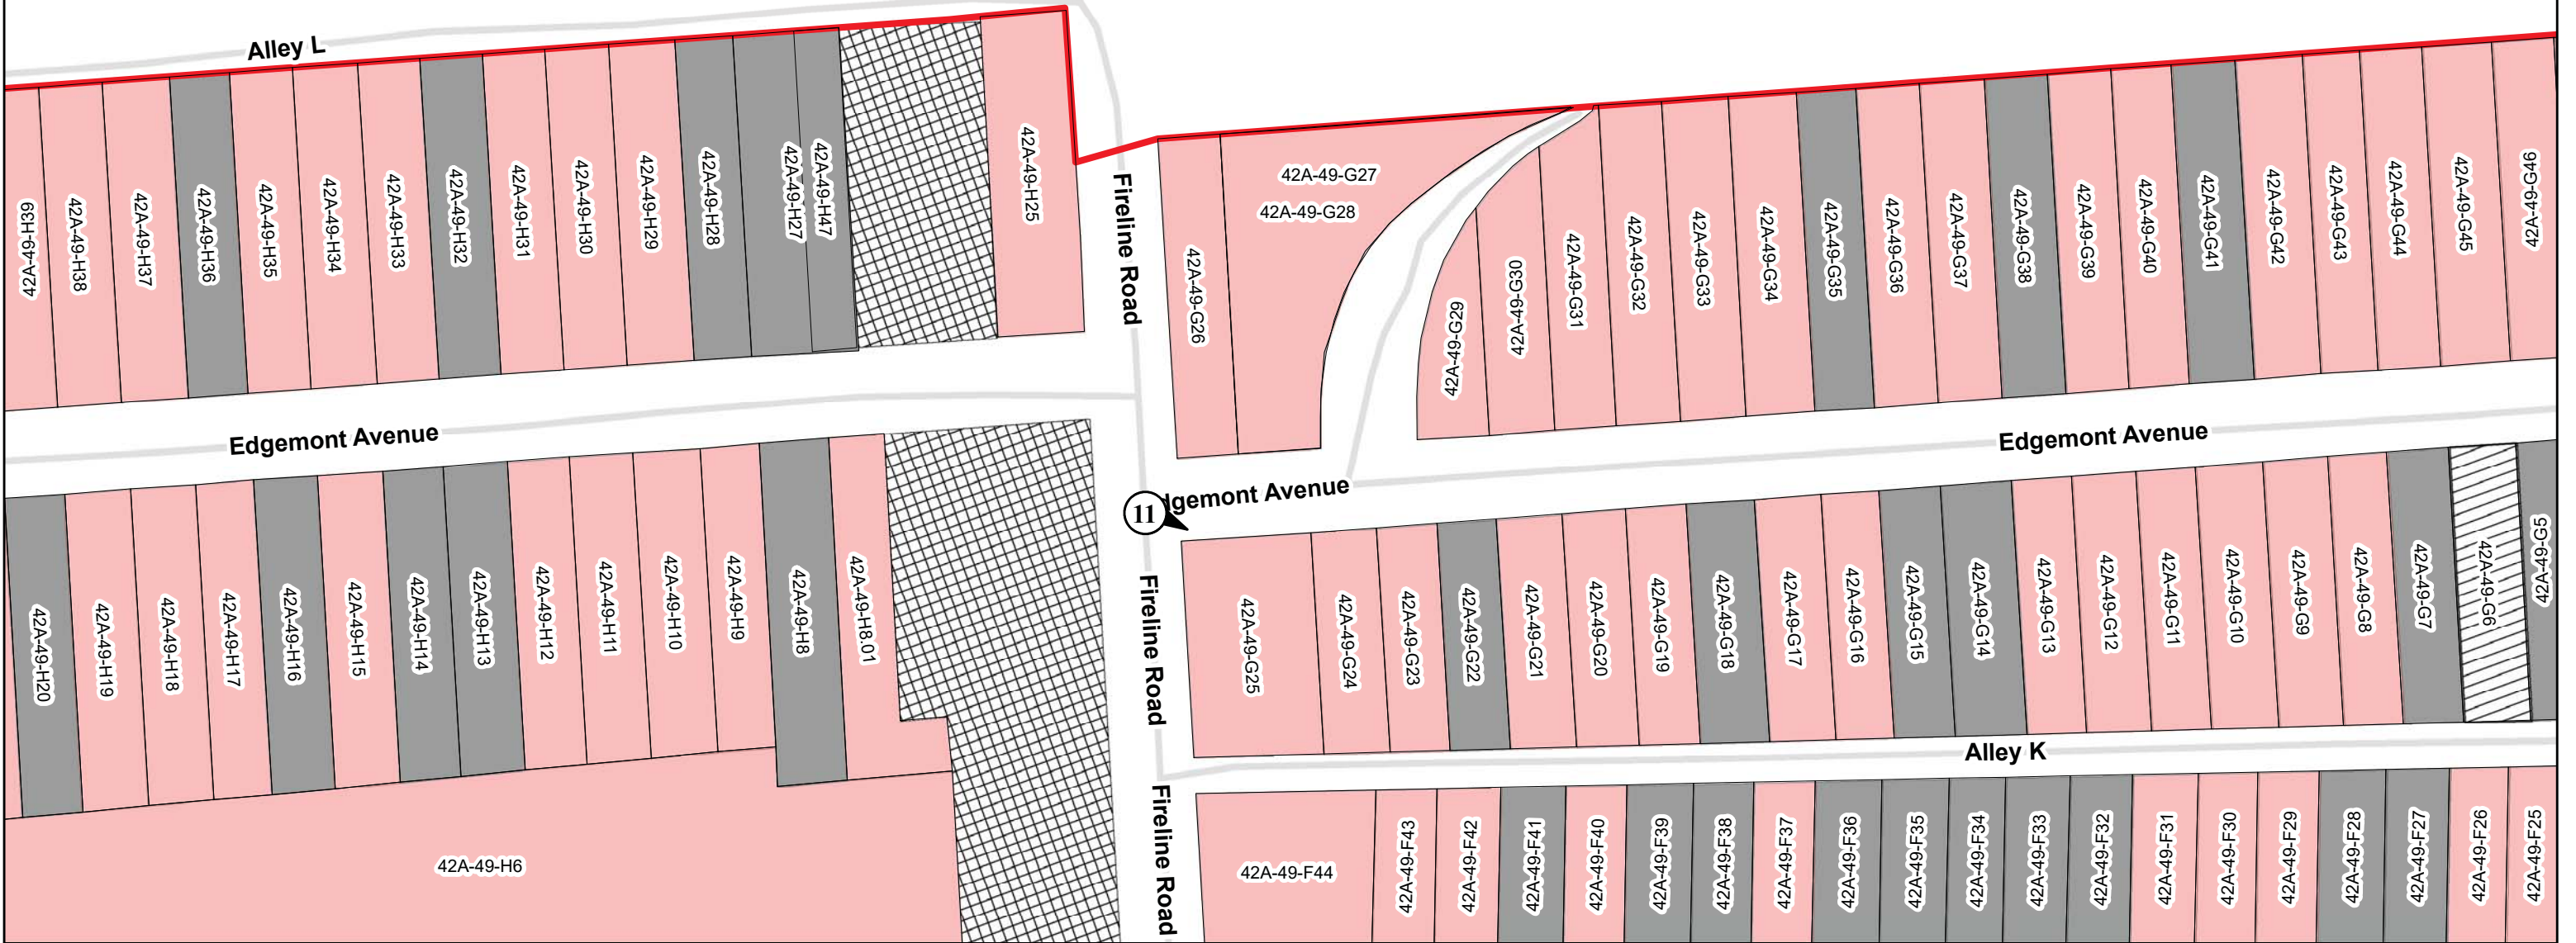 Alley L
42A-49-H39
42A-49-H38
42A-49-H37
42A-49-H36
42A-49-H35
42A-49-H34
42A-49-H33
42A-49-H32
42A-49-H31
42A-49-H30
42A-49-H29
42A-49-H28
42A-49-H27
42A-49-H47
42A-49-H25
Fireline Road
42A-49-G26
42A-49-G27
42A-49-G28
42A-49-G29
42A-49-G30
42A-49-G31
42A-49-G32
42A-49-G33
42A-49-G34
42A-49-G35
42A-49-G36
42A-49-G37
42A-49-G38
42A-49-G39
42A-49-G40
42A-49-G41
42A-49-G42
42A-49-G43
42A-49-G44
42A-49-G45
42A-49-G46
Edgemont Avenue
Edgemont Avenue
dgemont Avenue
11
42A-49-H20
42A-49-H19
42A-49-H18
42A-49-H17
42A-49-H16
42A-49-H15
42A-49-H14
42A-49-H13
42A-49-H12
42A-49-H11
42A-49-H10
42A-49-H9
42A-49-H8
42A-49-H8.01
Fireline Road
42A-49-G25
42A-49-G24
42A-49-G23
42A-49-G22
42A-49-G21
42A-49-G20
42A-49-G19
42A-49-G18
42A-49-G17
42A-49-G16
42A-49-G15
42A-49-G14
42A-49-G13
42A-49-G12
42A-49-G11
42A-49-G10
42A-49-G9
42A-49-G8
42A-49-G7
42A-49-G6
42A-49-G5
Alley K
42A-49-H6
Fireline Road
42A-49-F44
42A-49-F43
42A-49-F42
42A-49-F41
42A-49-F40
42A-49-F39
42A-49-F38
42A-49-F37
42A-49-F36
42A-49-F35
42A-49-F34
42A-49-F33
42A-49-F32
42A-49-F31
42A-49-F30
42A-49-F29
42A-49-F28
42A-49-F27
42A-49-F26
42A-49-F25